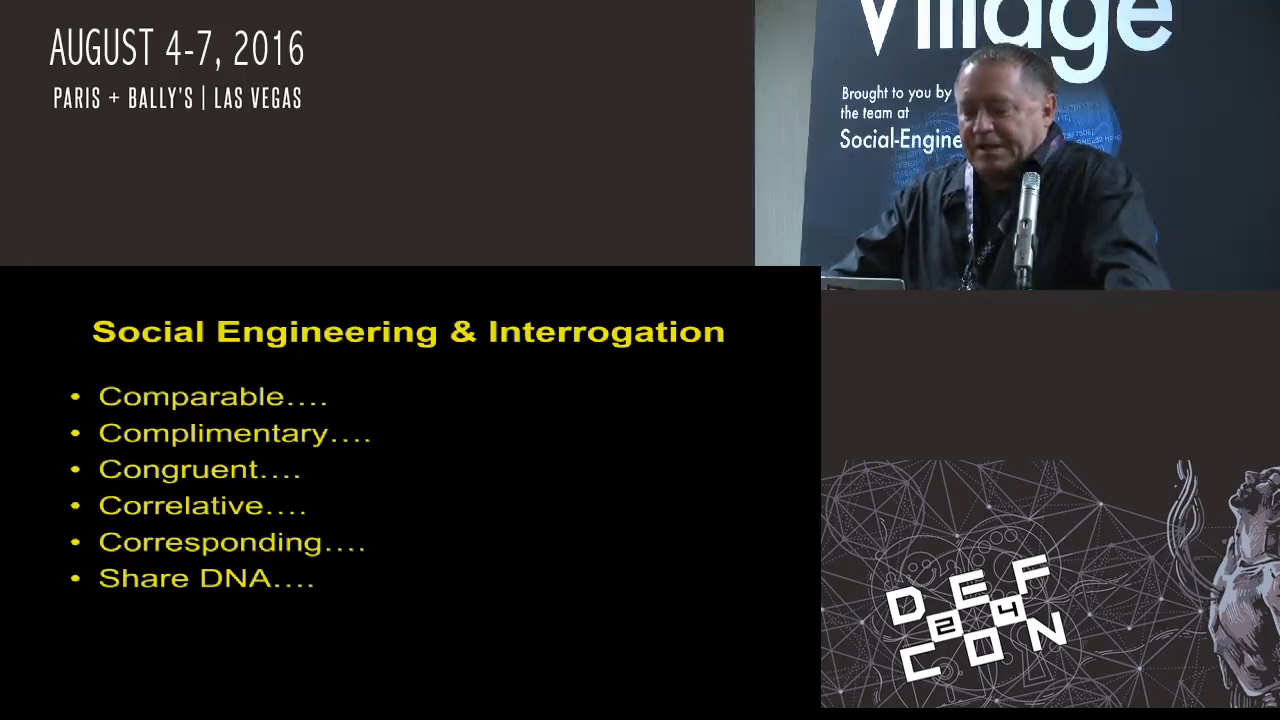 AUGUST 4-7, 2016
PARIS + BALLY'S | LAS VEGAS
Village
Brought to you by
the team at
Social-Engine
Social Engineering & Interrogation
• Comparable....
• Complimentary....
• Congruent....
• Correlative....
• Corresponding....
• Share DNA....
DEF
24
CON